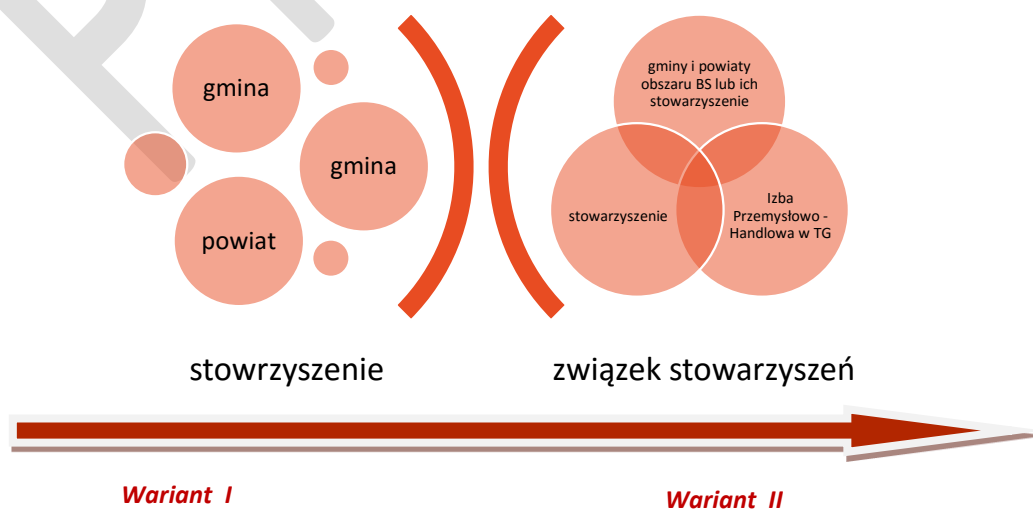 gmina
gmina
powiat
gminy i powiaty
obszaru BS lub ich
stowarzyszenie
stowarzyszenie
Izba
Przemysłowo -
Handlowa w TG
stowrzyszenie
związek stowarzyszeń
Wariant I
Wariant II